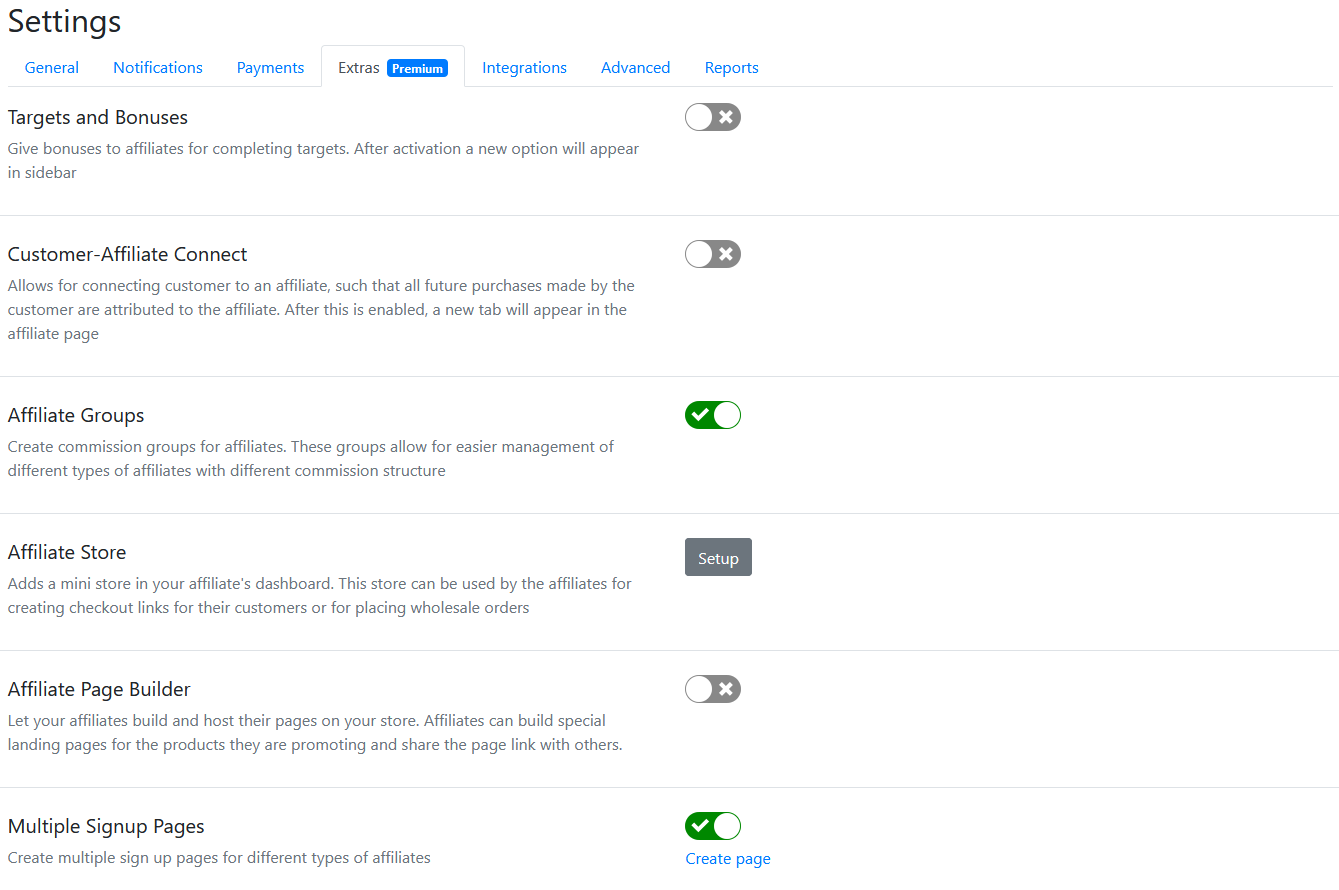 Settings
General Notifications Payments Extras Premium Integrations Advanced Reports
Targets and Bonuses
Give bonuses to affiliates for completing targets. After activation a new option will appear
in sidebar
Customer-Affiliate Connect
Allows for connecting customer to an affiliate, such that all future purchases made by the
customer are attributed to the affiliate. After this is enabled, a new tab will appear in the
affiliate page
Affiliate Groups
Create commission groups for affiliates. These groups allow for easier management of
different types of affiliates with different commission structure
Affiliate Store
Setup
Adds a mini store in your affiliate's dashboard. This store can be used by the affiliates for
creating checkout links for their customers or for placing wholesale orders
Affiliate Page Builder
Let your affiliates build and host their pages on your store. Affiliates can build special
landing pages for the products they are promoting and share the page link with others.
Multiple Signup Pages
Create multiple sign up pages for different types of affiliates
Create page